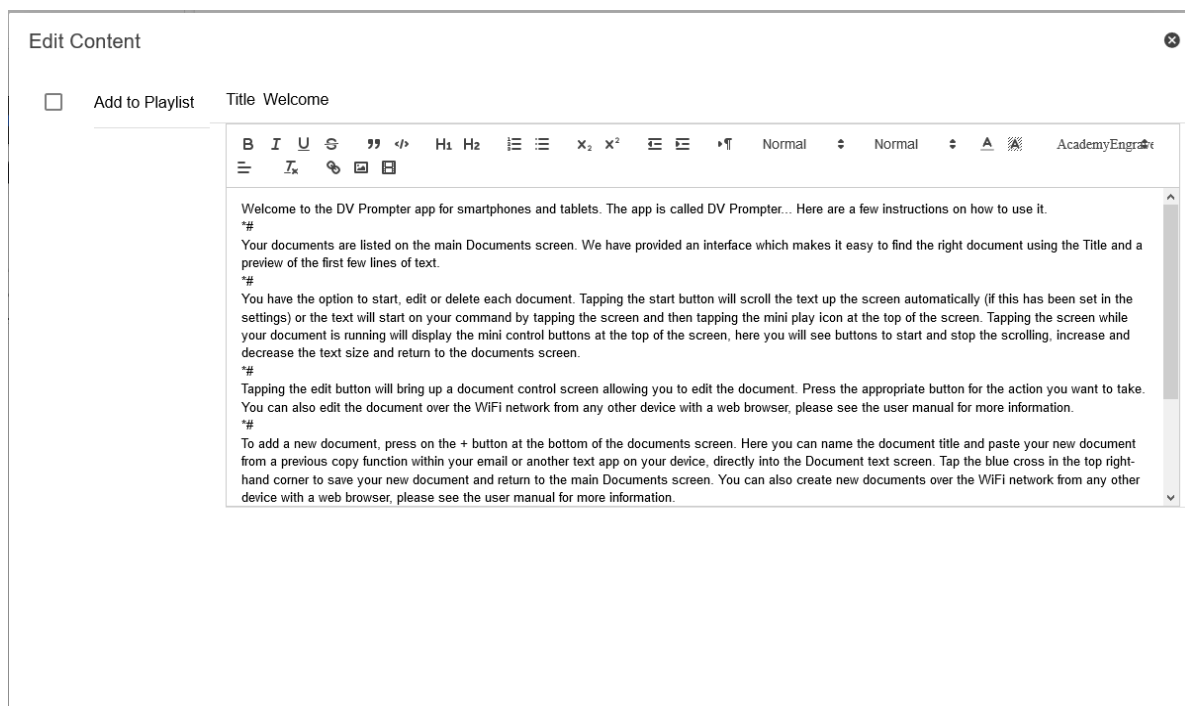 Edit Content
Add to Playlist
Title Welcome
B I U S H1 H2 X2 X2 Normal Normal A A AcademyEngrave
Tx
Welcome to the DV Prompter app for smartphones and tablets. The app is called DV Prompter... Here are a few instructions on how to use it.
*#
Your documents are listed on the main Documents screen. We have provided an interface which makes it easy to find the right document using the Title and a
preview of the first few lines of text.
*#
You have the option to start, edit or delete each document. Tapping the start button will scroll the text up the screen automatically (if this has been set in the
settings) or the text will start on your command by tapping the screen and then tapping the mini play icon at the top of the screen. Tapping the screen while
your document is running will display the mini control buttons at the top of the screen, here you will see buttons to start and stop the scrolling, increase and
decrease the text size and return to the documents screen.
*#
Tapping the edit button will bring up a document control screen allowing you to edit the document. Press the appropriate button for the action you want to take.
You can also edit the document over the WiFi network from any other device with a web browser, please see the user manual for more information.
*#
To add a new document, press on the + button at the bottom of the documents screen. Here you can name the document title and paste your new document
from a previous copy function within your email or another text app on your device, directly into the Document text screen. Tap the blue cross in the top right-
hand corner to save your new document and return to the main Documents screen. You can also create new documents over the WiFi network from any other
device with a web browser, please see the user manual for more information.